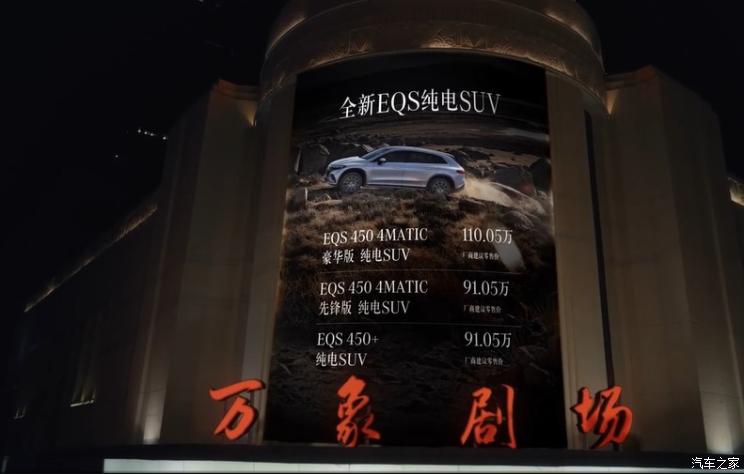 全新EQS纯电SUV
EQS 450 4MATIC 110.05万
豪华版 纯电SUV 厂商建议零售价
EQS 450 4MATIC 91.05万
先锋版 纯电SUV 厂商建议零售价
EQS 450+ 91.05万
纯电SUV 厂商建议零售价
万象剧场
汽车之家